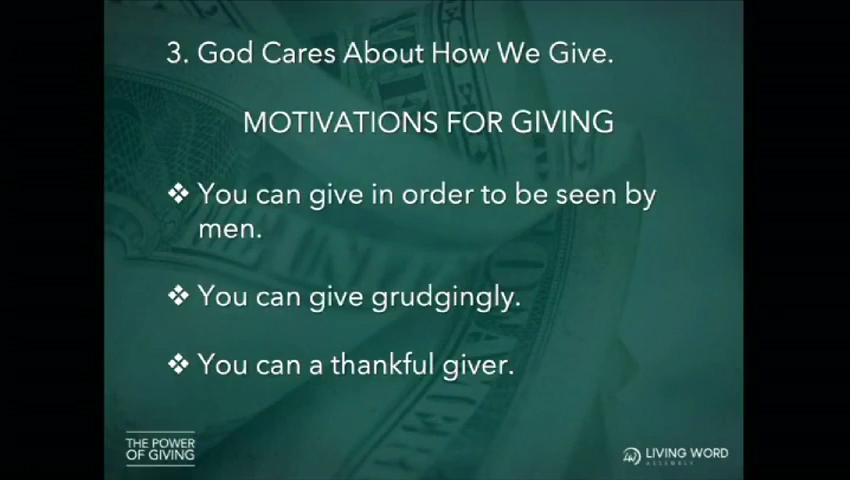 3. God Cares About How We Give.
MOTIVATIONS FOR GIVING
❖ You can give in order to be seen by
men.
❖ You can give grudgingly.
❖ You can a thankful giver.
THE POWER
OF GIVING
LIVING WORD
ASSEMBLY